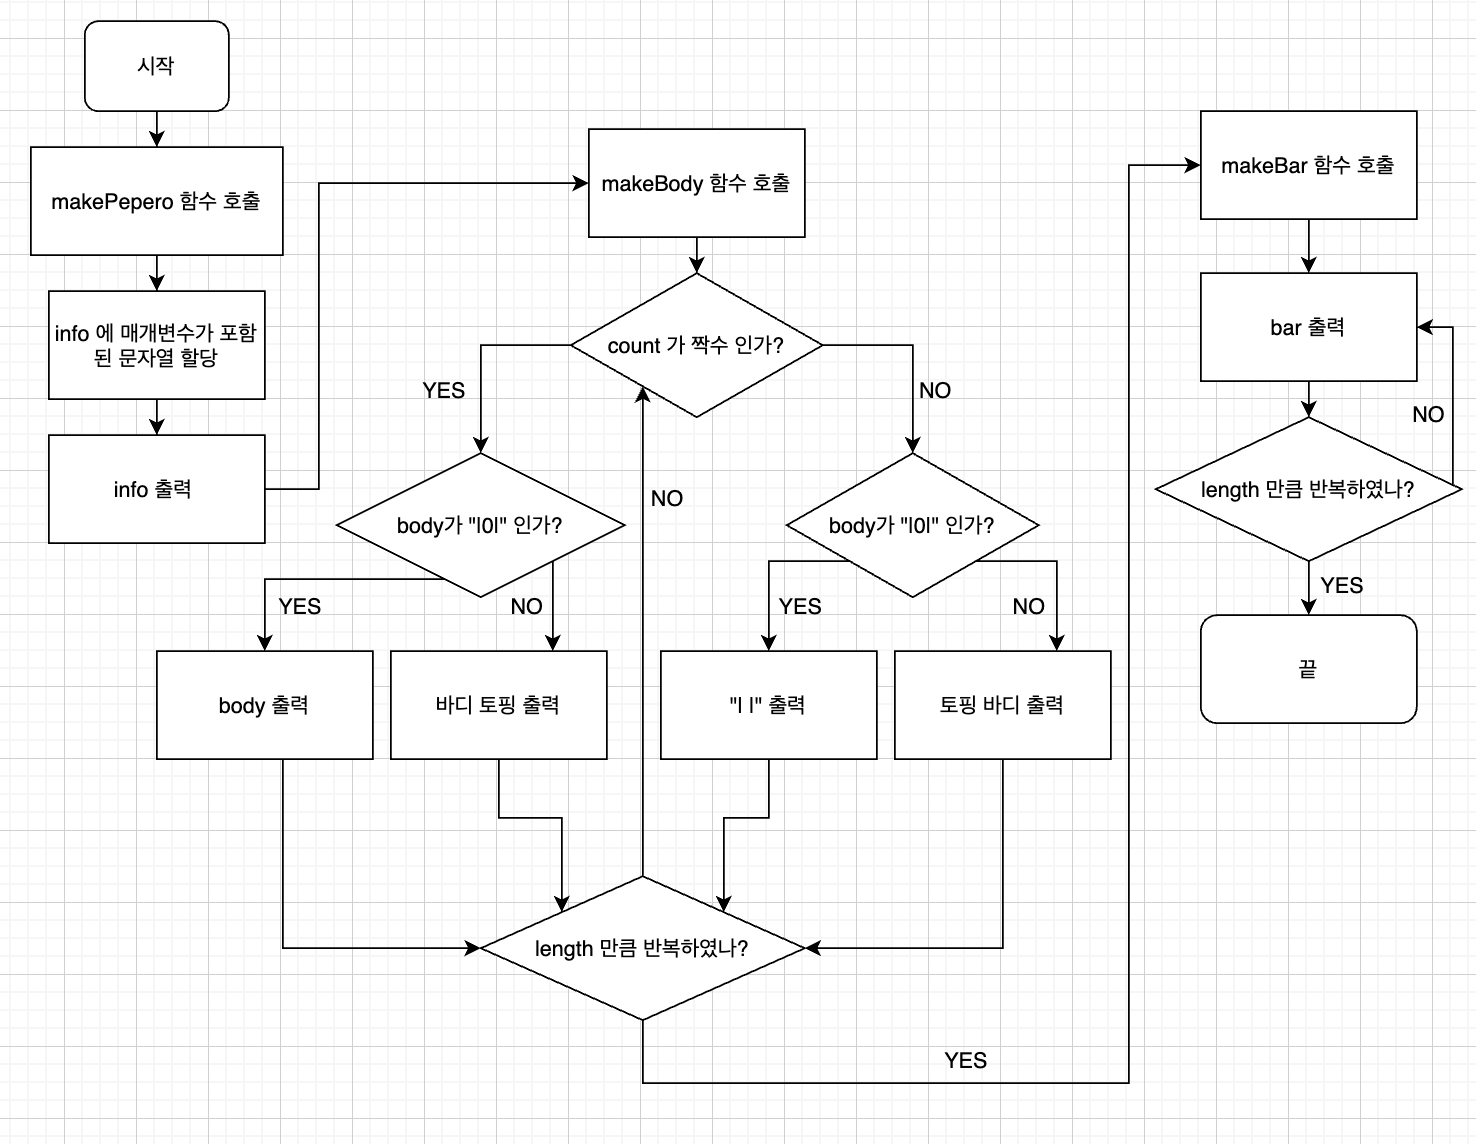 시작
makePepero 함수 호출
info 에 매개변수가 포함
된 문자열 할당
info 출력
makeBody 함수 호출
count 가 짝수 인가?
YES
NO
body가 "|0|" 인가?
YES
NO
body 출력
바디 토핑 출력
body가 "|0|" 인가?
YES
NO
"| |" 출력
토핑 바디 출력
length 만큼 반복하였나?
NO
YES
makeBar 함수 호출
bar 출력
length 만큼 반복하였나?
NO
YES
끝